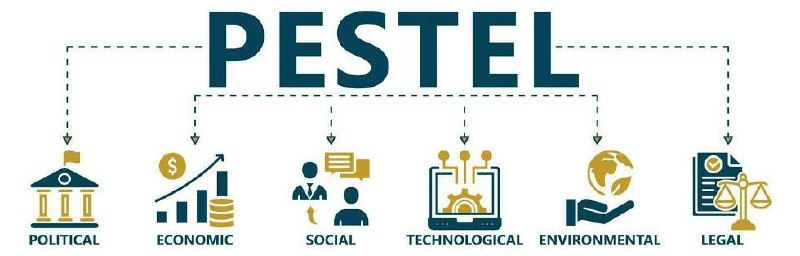 PESTEL
$
POLITICAL
ECONOMIC
SOCIAL
TECHNOLOGICAL
ENVIRONMENTAL
LEGAL